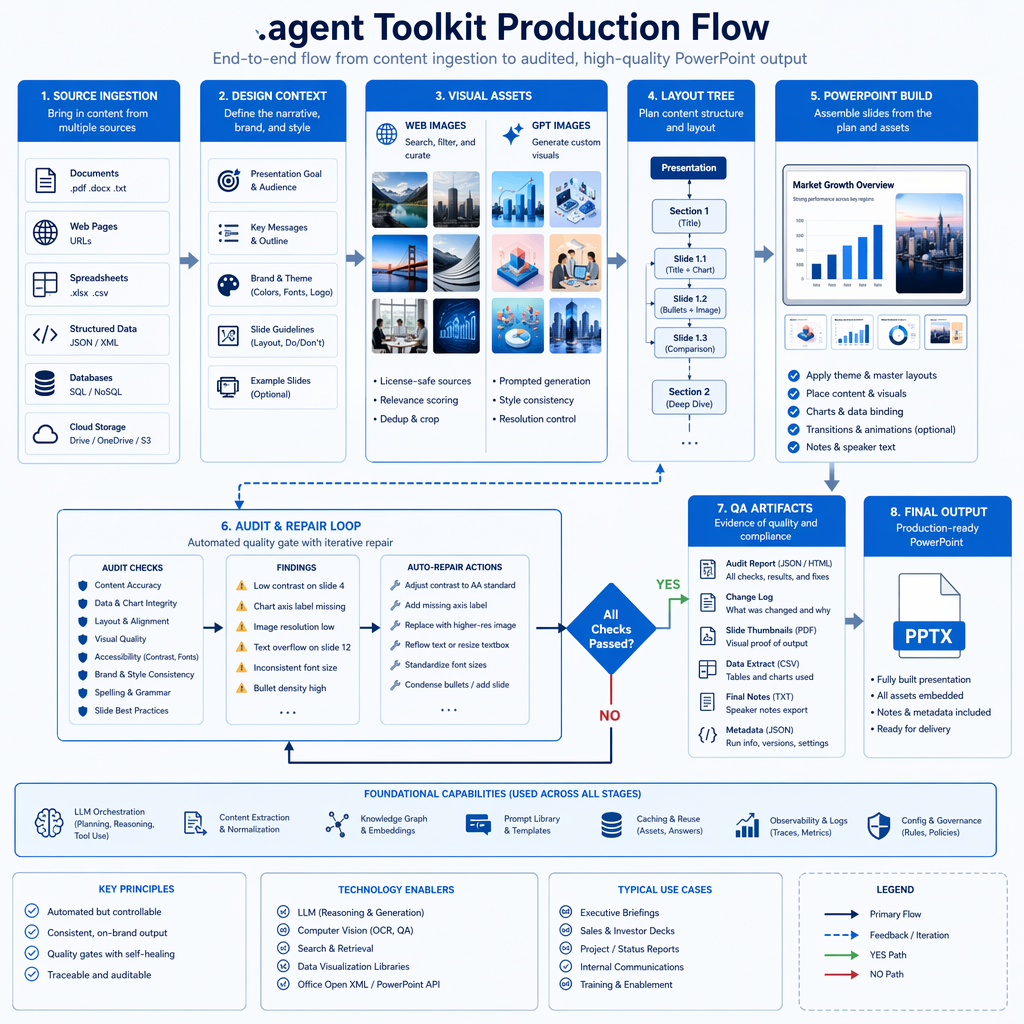 .agent Toolkit Production Flow
End-to-end flow from content ingestion to audited, high-quality PowerPoint output
1. SOURCE INGESTION
Bring in content from
multiple sources
Documents
.pdf .docx .txt
Web Pages
URLs
Spreadsheets
.xlsx .csv
Structured Data
JSON / XML
Databases
SQL / NoSQL
Cloud Storage
Drive / OneDrive / S3
2. DESIGN CONTEXT
Define the narrative,
brand, and style
Presentation Goal
& Audience
Key Messages
& Outline
Brand & Theme
(Colors, Fonts, Logo)
Slide Guidelines
(Layout, Do/Don't)
Example Slides
(Optional)
3. VISUAL ASSETS
WEB IMAGES
Search, filter, and
curate
• License-safe sources
• Relevance scoring
• Dedup & crop
GPT IMAGES
Generate custom
visuals
• Prompted generation
• Style consistency
• Resolution control
4. LAYOUT TREE
Plan content structure
and layout
Presentation
Section 1
(Title)
Slide 1.1
(Title + Chart)
Slide 1.2
(Bullets + Image)
Slide 1.3
(Comparison)
Section 2
(Deep Dive)
...
5. POWERPOINT BUILD
Assemble slides from the
plan and assets
Market Growth Overview
Strong performance across key regions
Apply theme & master layouts
Place content & visuals
Charts & data binding
Transitions & animations (optional)
Notes & speaker text
6. AUDIT & REPAIR LOOP
Automated quality gate with iterative repair
AUDIT CHECKS
Content Accuracy
Data & Chart Integrity
Layout & Alignment
Visual Quality
Accessibility (Contrast, Fonts)
Brand & Style Consistency
Spelling & Grammar
Slide Best Practices
FINDINGS
Low contrast on slide 4
Chart axis label missing
Image resolution low
Text overflow on slide 12
Inconsistent font size
Bullet density high
...
AUTO-REPAIR ACTIONS
Adjust contrast to AA standard
Add missing axis label
Replace with higher-res image
Reflow text or resize textbox
Standardize font sizes
Condense bullets / add slide
...
All
Checks
Passed?
YES
NO
7. QA ARTIFACTS
Evidence of quality and
compliance
Audit Report (JSON / HTML)
All checks, results, and fixes
Change Log
What was changed and why
Slide Thumbnails (PDF)
Visual proof of output
Data Extract (CSV)
Tables and charts used
Final Notes (TXT)
Speaker notes export
Metadata (JSON)
Run info, versions, settings
8. FINAL OUTPUT
Production-ready
PowerPoint
PPTX
• Fully built presentation
• All assets embedded
• Notes & metadata included
• Ready for delivery
FOUNDATIONAL CAPABILITIES (USED ACROSS ALL STAGES)
LLM Orchestration
(Planning, Reasoning,
Tool Use)
Content Extraction
& Normalization
Knowledge Graph
& Embeddings
Prompt Library
& Templates
Caching & Reuse
(Assets, Answers)
Observability & Logs
(Traces, Metrics)
Config & Governance
(Rules, Policies)
KEY PRINCIPLES
Automated but controllable
Consistent, on-brand output
Quality gates with self-healing
Traceable and auditable
TECHNOLOGY ENABLERS
LLM (Reasoning & Generation)
Computer Vision (OCR, QA)
Search & Retrieval
Data Visualization Libraries
Office Open XML / PowerPoint API
TYPICAL USE CASES
Executive Briefings
Sales & Investor Decks
Project / Status Reports
Internal Communications
Training & Enablement
LEGEND
Primary Flow
Feedback / Iteration
YES Path
NO Path